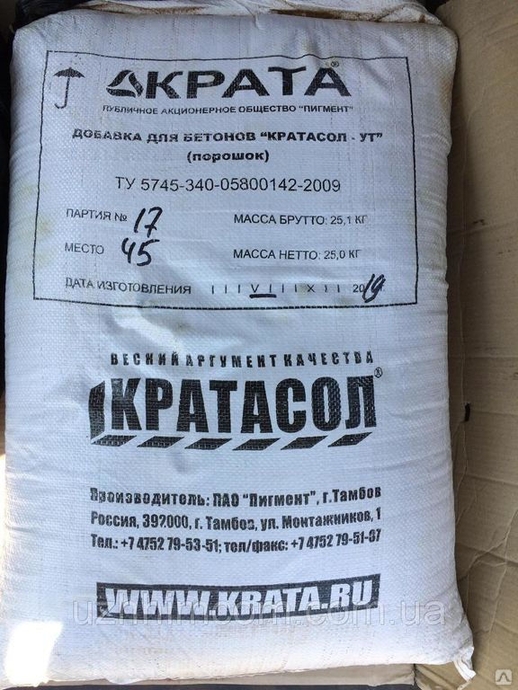 КРАТА®
ПУБЛИЧНОЕ АКЦИОНЕРНОЕ ОБЩЕСТВО "ПИГМЕНТ"
ДОБАВКА ДЛЯ БЕТОНОВ "КРАТАСОЛ - УТ"
(порошок)
ТУ 5745-340-05800142-2009
ПАРТИЯ № 17 МАССА БРУТТО: 25,1 КГ
МЕСТО 45 МАССА НЕТТО: 25,0 КГ
ДАТА ИЗГОТОВЛЕНИЯ I I I V I I I X I I 2019
ВЕСКИЙ АРГУМЕНТ КАЧЕСТВА
КРАТАСОЛ®
Производитель: ПАО "Пигмент", г.Тамбов
Россия, 392000, г. Тамбов, ул. Монтажников, 1
Тел.: +7 4752 79-53-51; тел/факс: +7 4752 79-51-37
WWW.KRATA.RU